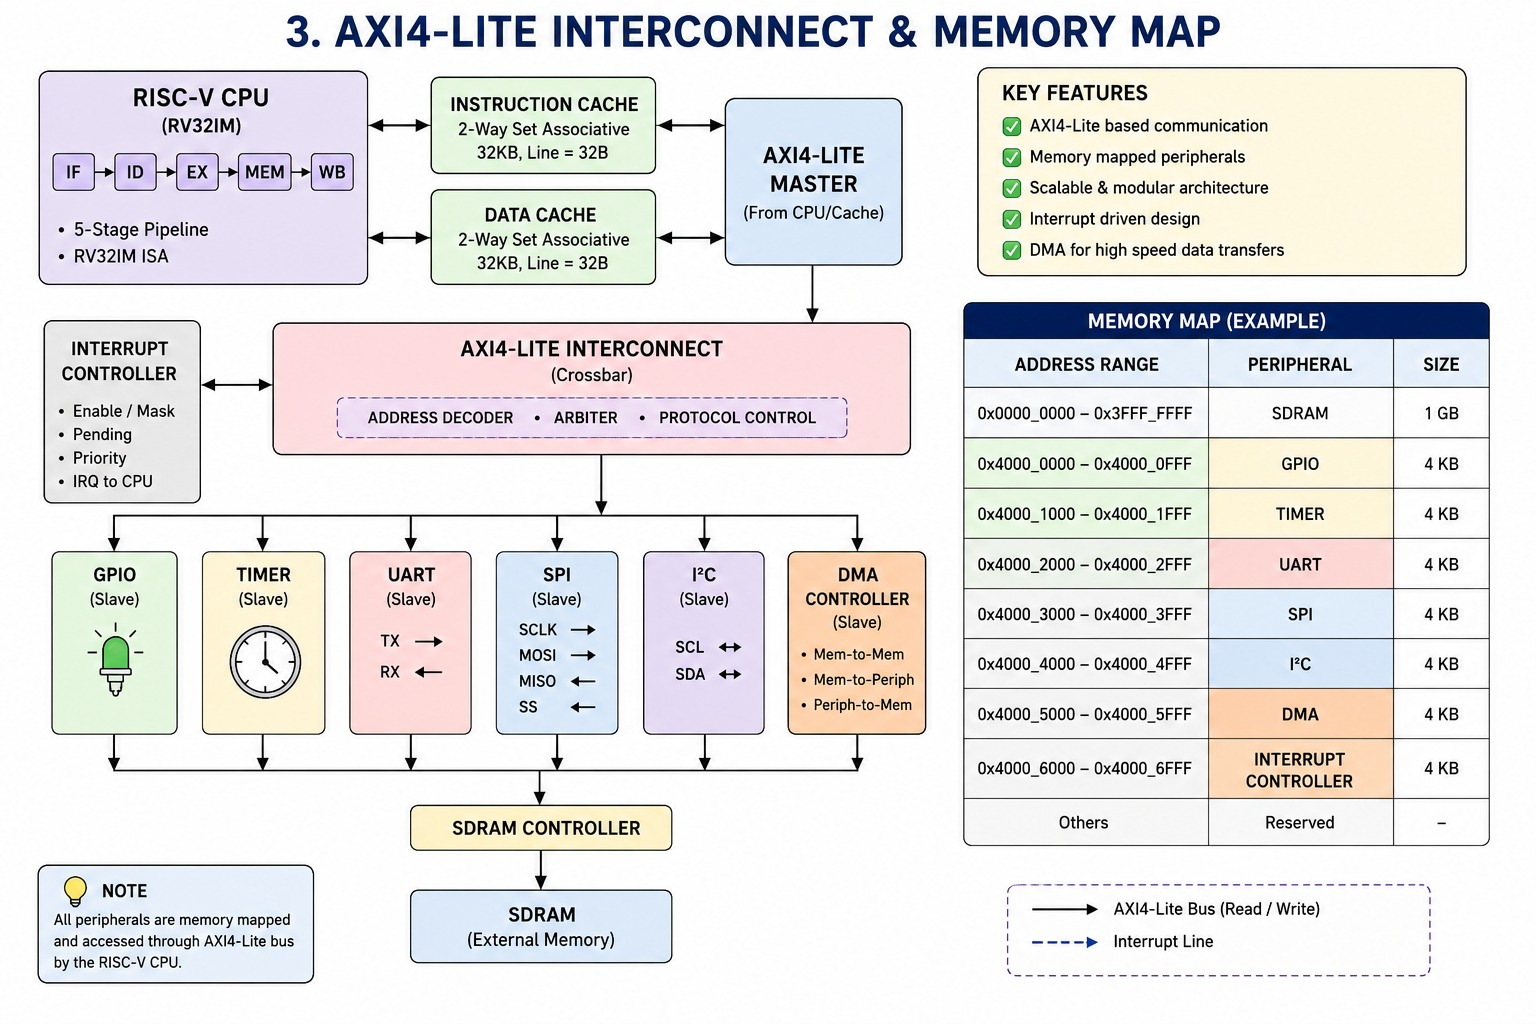 3. AXI4-LITE INTERCONNECT & MEMORY MAP
RISC-V CPU
(RV32IM)
IF
ID
EX
MEM
WB
• 5-Stage Pipeline
• RV32IM ISA
INSTRUCTION CACHE
2-Way Set Associative
32KB, Line = 32B
DATA CACHE
2-Way Set Associative
32KB, Line = 32B
AXI4-LITE
MASTER
(From CPU/Cache)
KEY FEATURES
AXI4-Lite based communication
Memory mapped peripherals
Scalable & modular architecture
Interrupt driven design
DMA for high speed data transfers
INTERRUPT
CONTROLLER
• Enable / Mask
• Pending
• Priority
• IRQ to CPU
AXI4-LITE INTERCONNECT
(Crossbar)
ADDRESS DECODER • ARBITER • PROTOCOL CONTROL
GPIO
(Slave)
TIMER
(Slave)
UART
(Slave)
TX
RX
SPI
(Slave)
SCLK
MOSI
MISO
SS
I²C
(Slave)
SCL
SDA
DMA
CONTROLLER
(Slave)
• Mem-to-Mem
• Mem-to-Periph
• Periph-to-Mem
SDRAM CONTROLLER
SDRAM
(External Memory)
NOTE
All peripherals are memory mapped
and accessed through AXI4-Lite bus
by the RISC-V CPU.
MEMORY MAP (EXAMPLE)
ADDRESS RANGE PERIPHERAL SIZE
0x0000_0000 – 0x3FFF_FFFF SDRAM 1 GB
0x4000_0000 – 0x4000_0FFF GPIO 4 KB
0x4000_1000 – 0x4000_1FFF TIMER 4 KB
0x4000_2000 – 0x4000_2FFF UART 4 KB
0x4000_3000 – 0x4000_3FFF SPI 4 KB
0x4000_4000 – 0x4000_4FFF I²C 4 KB
0x4000_5000 – 0x4000_5FFF DMA 4 KB
0x4000_6000 – 0x4000_6FFF INTERRUPT CONTROLLER 4 KB
Others Reserved –
AXI4-Lite Bus (Read / Write)
Interrupt Line